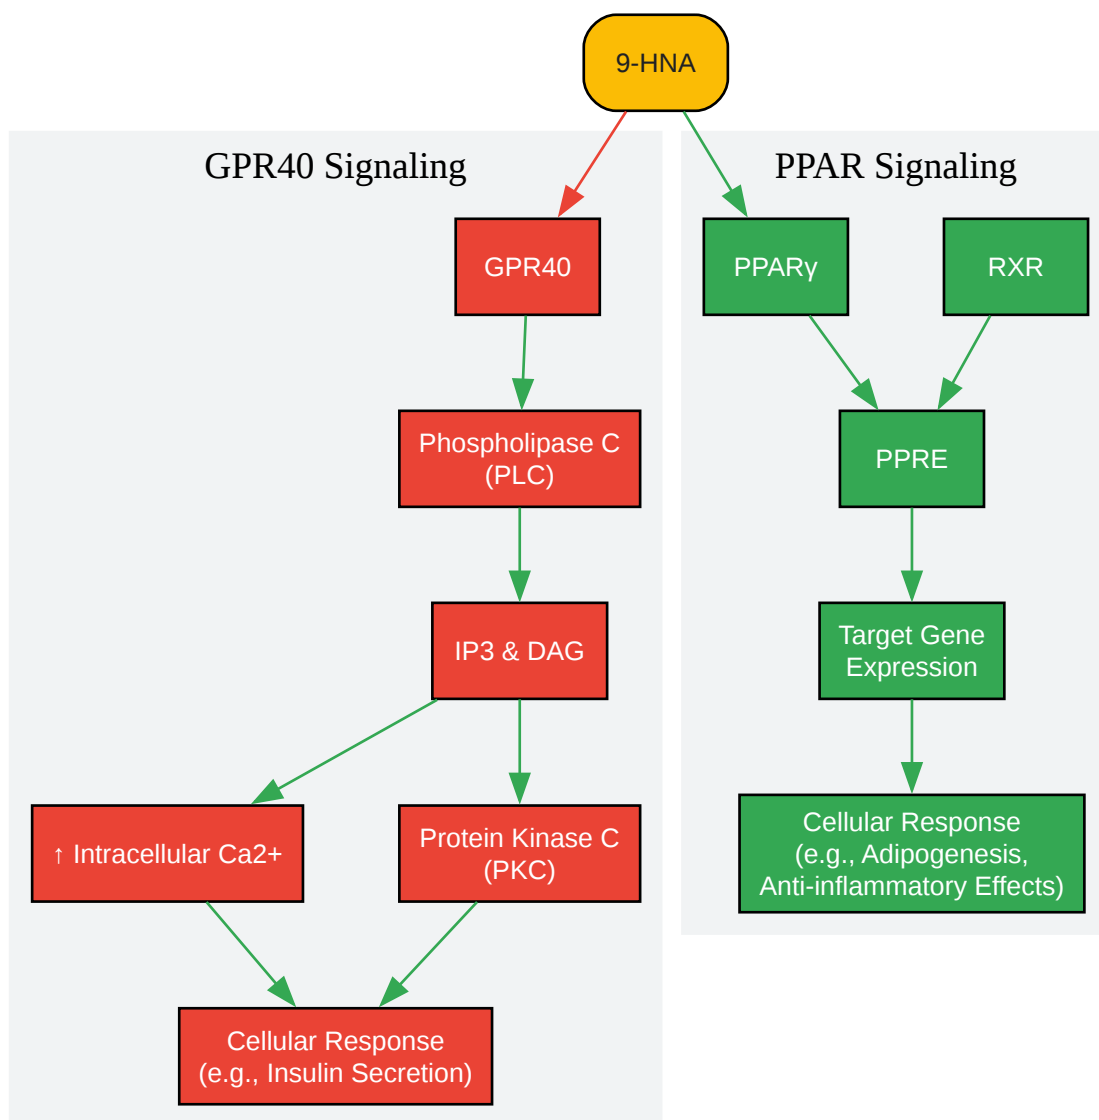 9-HNA
GPR40 Signaling
PPAR Signaling
GPR40
PPARγ
RXR
Phospholipase C
(PLC)
PPRE
IP3 & DAG
Target Gene
Expression
↑ Intracellular Ca2+
Protein Kinase C
(PKC)
Cellular Response
(e.g., Adipogenesis,
Anti-inflammatory Effects)
Cellular Response
(e.g., Insulin Secretion)